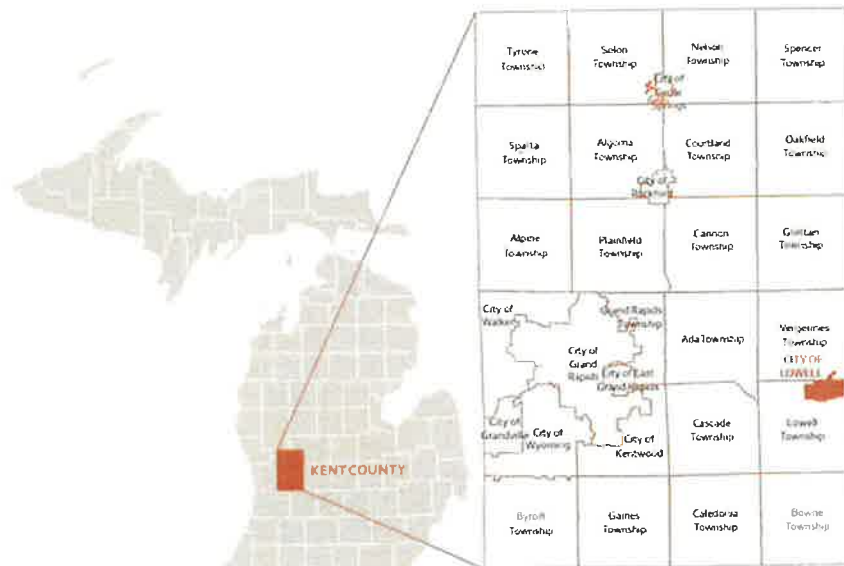 Tyrone
Township
Solon
Township
Nelson
Township
Spencer
Township
City of
Cedar
Springs
Sparta
Township
Algoma
Township
Courtland
Township
Oakfield
Township
City of
Rockford
Alpine
Township
Plainfield
Township
Cannon
Township
Grattan
Township
City of
Walker
Grand Rapids
Township
City of
Grand
Rapids
City of East
Grand Rapids
Ada Township
Vergennes
Township
CITY OF
LOWELL
City of
Grandville
City of
Wyoming
City of
Kentwood
Cascade
Township
Lowell
Township
KENT COUNTY
Byron
Township
Gaines
Township
Caledonia
Township
Bowne
Township